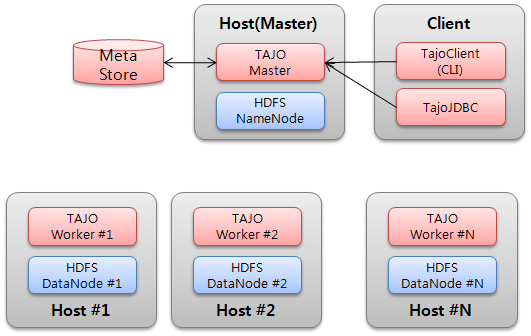 Host(Master)
Client
Meta
Store
TAJO
Master
TajoClient
(CLI)
HDFS
NameNode
TajoJDBC
TAJO
Worker #1
HDFS
DataNode #1
Host #1
TAJO
Worker #2
HDFS
DataNode #2
Host #2
TAJO
Worker #N
HDFS
DataNode #N
Host #N